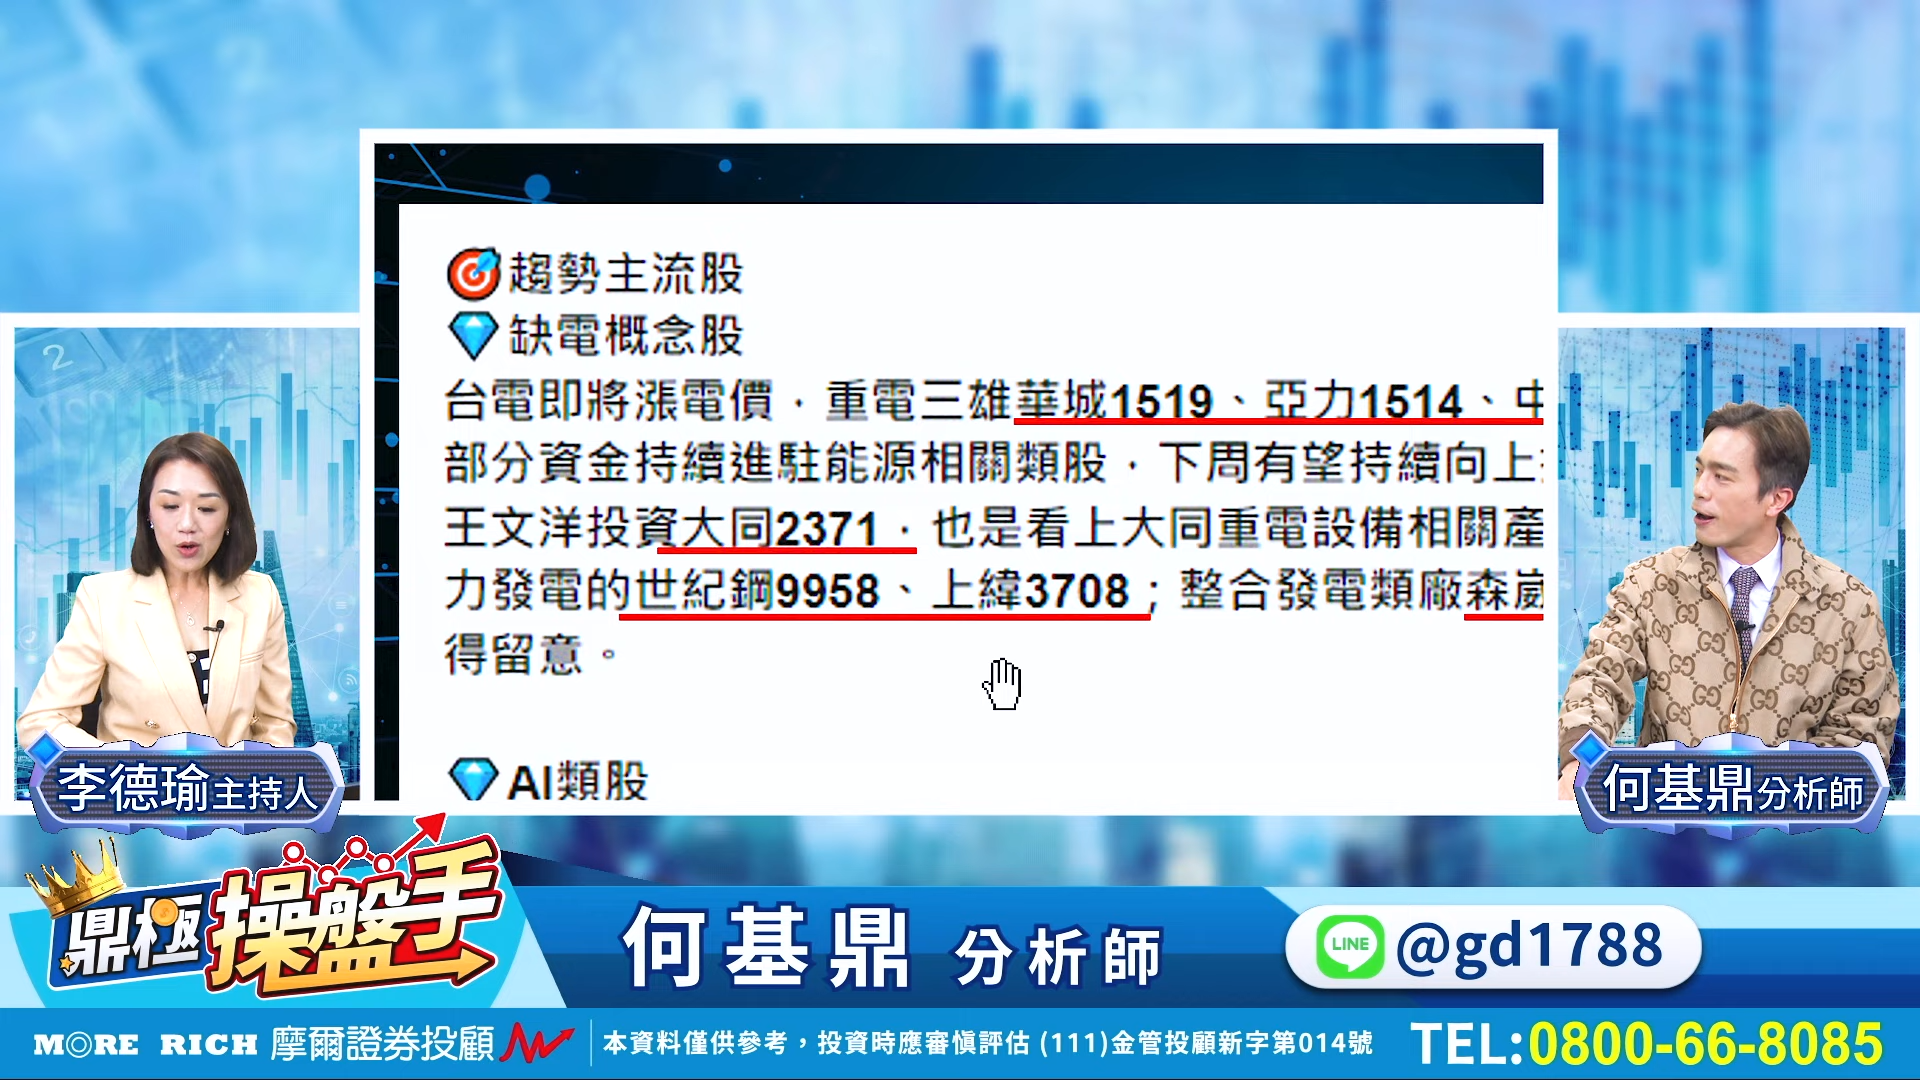 趨勢主流股
缺電概念股
台電即將漲電價，重電三雄華城1519、亞力1514、中
部分資金持續進駐能源相關類股，下周有望持續向上
王文洋投資大同2371，也是看上大同重電設備相關產
力發電的世紀鋼9958、上緯3708；整合發電類廠森崴
得留意。
AI類股
李德瑜主持人
何基鼎分析師
鼎極操盤手
何基鼎 分析師
LINE @gd1788
MORE RICH 摩爾證券投顧
本資料僅供參考，投資時應審慎評估 (111)金管投顧新字第014號
TEL:0800-66-8085